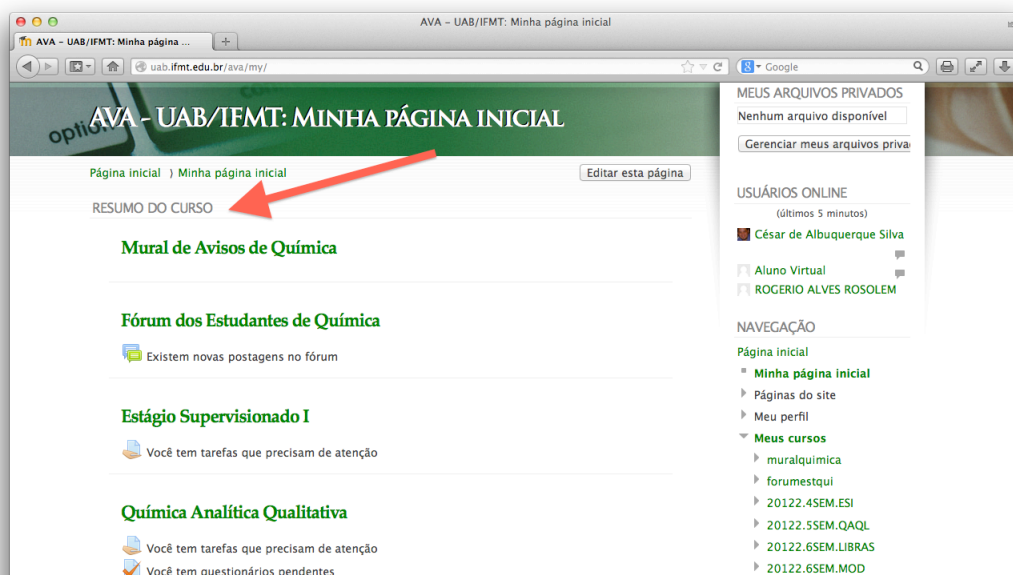 AVA – UAB/IFMT: Minha página inicial
AVA – UAB/IFMT: Minha página ...
uab.ifmt.edu.br/ava/my/
Google
optio
AVA - UAB/IFMT: Minha página inicial
Página inicial
Minha página inicial
Editar esta página
RESUMO DO CURSO
Mural de Avisos de Química
Fórum dos Estudantes de Química
Existem novas postagens no fórum
Estágio Supervisionado I
Você tem tarefas que precisam de atenção
Química Analítica Qualitativa
Você tem tarefas que precisam de atenção
Você tem questionários pendentes
MEUS ARQUIVOS PRIVADOS
Nenhum arquivo disponível
Gerenciar meus arquivos priva
USUÁRIOS ONLINE
(últimos 5 minutos)
César de Albuquerque Silva
Aluno Virtual
ROGERIO ALVES ROSOLEM
NAVEGAÇÃO
Página inicial
Minha página inicial
Páginas do site
Meu perfil
Meus cursos
muralquimica
forumestqui
20122.4SEM.ESI
20122.5SEM.QAQL
20122.6SEM.LIBRAS
20122.6SEM.MOD